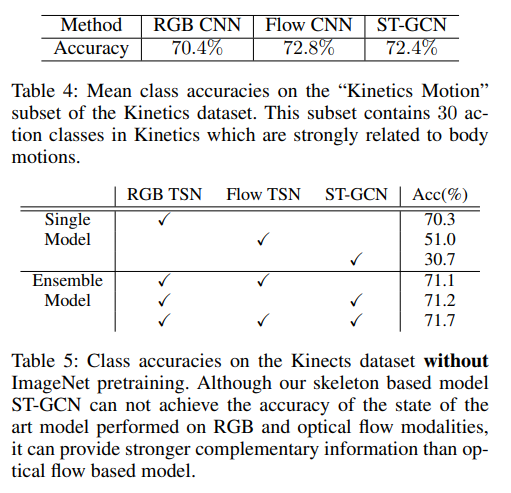 Method RGB CNN Flow CNN ST-GCN
Accuracy 70.4% 72.8% 72.4%
Table 4: Mean class accuracies on the “Kinetics Motion”
subset of the Kinetics dataset. This subset contains 30 ac-
tion classes in Kinetics which are strongly related to body
motions.
RGB TSN Flow TSN ST-GCN Acc(%)
Single ✓ 70.3
Model ✓ 51.0
✓ 30.7
Ensemble ✓ ✓ 71.1
Model ✓ ✓ 71.2
✓ ✓ ✓ 71.7
Table 5: Class accuracies on the Kinects dataset without
ImageNet pretraining. Although our skeleton based model
ST-GCN can not achieve the accuracy of the state of the
art model performed on RGB and optical flow modalities,
it can provide stronger complementary information than op-
tical flow based model.